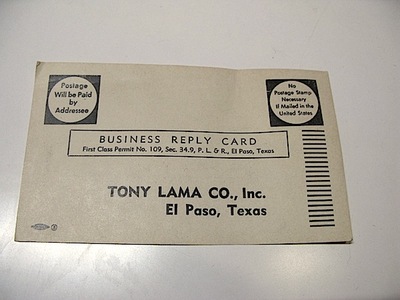 Postage
Will be Paid
by
Addressee
No
Postage Stamp
Necessary
If Mailed in the
United States
BUSINESS REPLY CARD
First Class Permit No. 109, Sec. 34.9, P. L. & R., El Paso, Texas
TONY LAMA CO., Inc.
El Paso, Texas